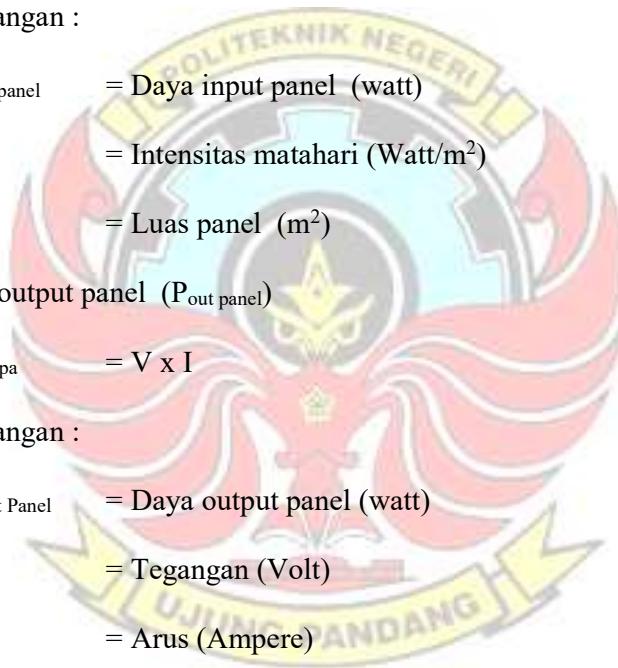 angan :
panel = Daya input panel (watt)
= Intensitas matahari (Watt/m²)
= Luas panel (m²)
output panel (Pout panel)
pa = V x I
angan :
t Panel = Daya output panel (watt)
= Tegangan (Volt)
= Arus (Ampere)
POLITEKNIK NEGERI
UJUNG PANDANG